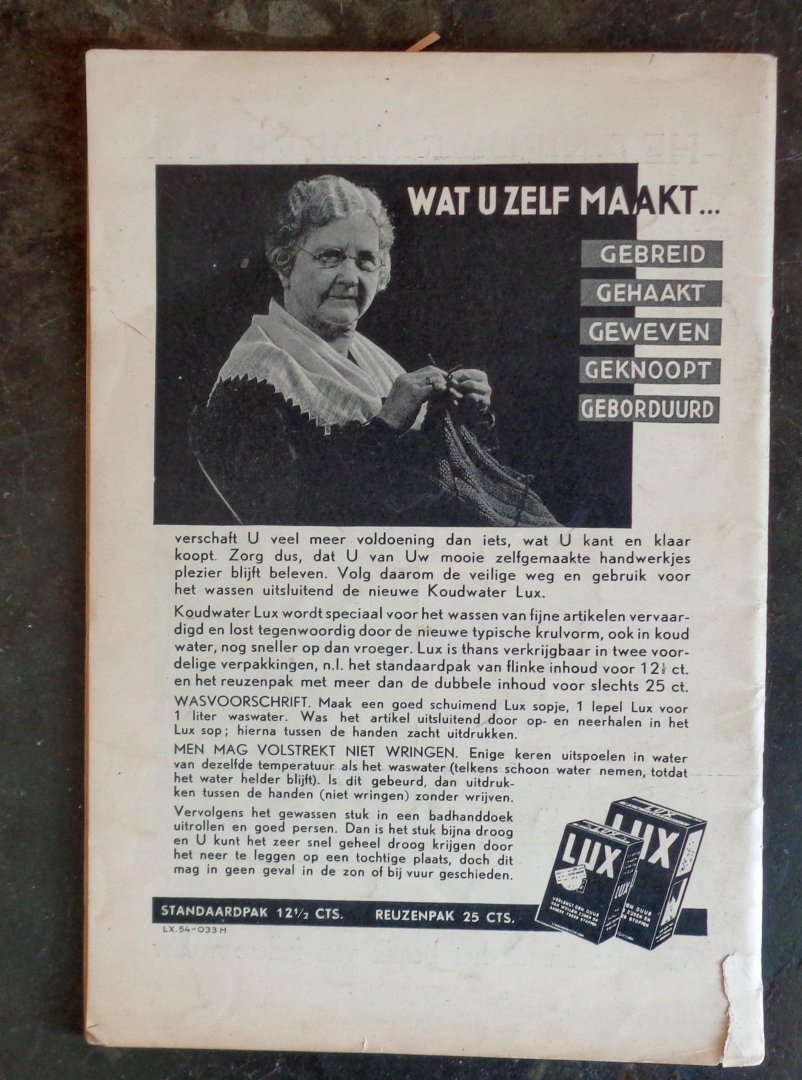 WAT U ZELF MAAKT...
GEBREID
GEHAAKT
GEWEVEN
GEKNOOPT
GEBORDUURD
verschaft U veel meer voldoening dan iets, wat U kant en klaar
koopt. Zorg dus, dat U van Uw mooie zelfgemaakte handwerkjes
plezier blijft beleven. Volg daarom de veilige weg en gebruik voor
het wassen uitsluitend de nieuwe Koudwater Lux.
Koudwater Lux wordt speciaal voor het wassen van fijne artikelen vervaar-
digd en lost tegenwoordig door de nieuwe typische krulvorm, ook in koud
water, nog sneller op dan vroeger. Lux is thans verkrijgbaar in twee voor-
delige verpakkingen, n.l. het standaardpak van flinke inhoud voor 12½ ct.
en het reuzenpak met meer dan de dubbele inhoud voor slechts 25 ct.
WASVOORSCHRIFT. Maak een goed schuimend Lux sopje, 1 lepel Lux voor
1 liter waswater. Was het artikel uitsluitend door op- en neerhalen in het
Lux sop; hierna tussen de handen zacht uitdrukken.
MEN MAG VOLSTREKT NIET WRINGEN. Enige keren uitspoelen in water
van dezelfde temperatuur als het waswater (telkens schoon water nemen, totdat
het water helder blijft). Is dit gebeurd, dan uitdruk-
ken tussen de handen (niet wringen) zonder wrijven.
Vervolgens het gewassen stuk in een badhanddoek
uitrollen en goed persen. Dan is het stuk bijna droog
en U kunt het zeer snel geheel droog krijgen door
het neer te leggen op een tochtige plaats, doch dit
mag in geen geval in de zon of bij vuur geschieden.
LUX
LUX
LUX
VERLENGT DEN DUUR
VAN WOLLEN, ZIJDEN EN
ANDERE FIJNE STOFFEN
STANDAARDPAK 12½ CTS. REUZENPAK 25 CTS.
LX.54-033 H